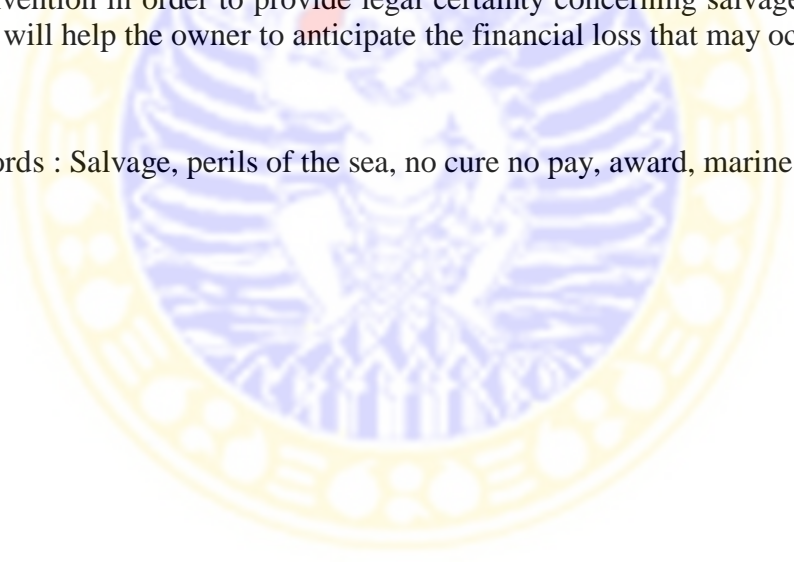 vention in order to provide legal certainty concerning salvage
will help the owner to anticipate the financial loss that may oc
ords : Salvage, perils of the sea, no cure no pay, award, marine